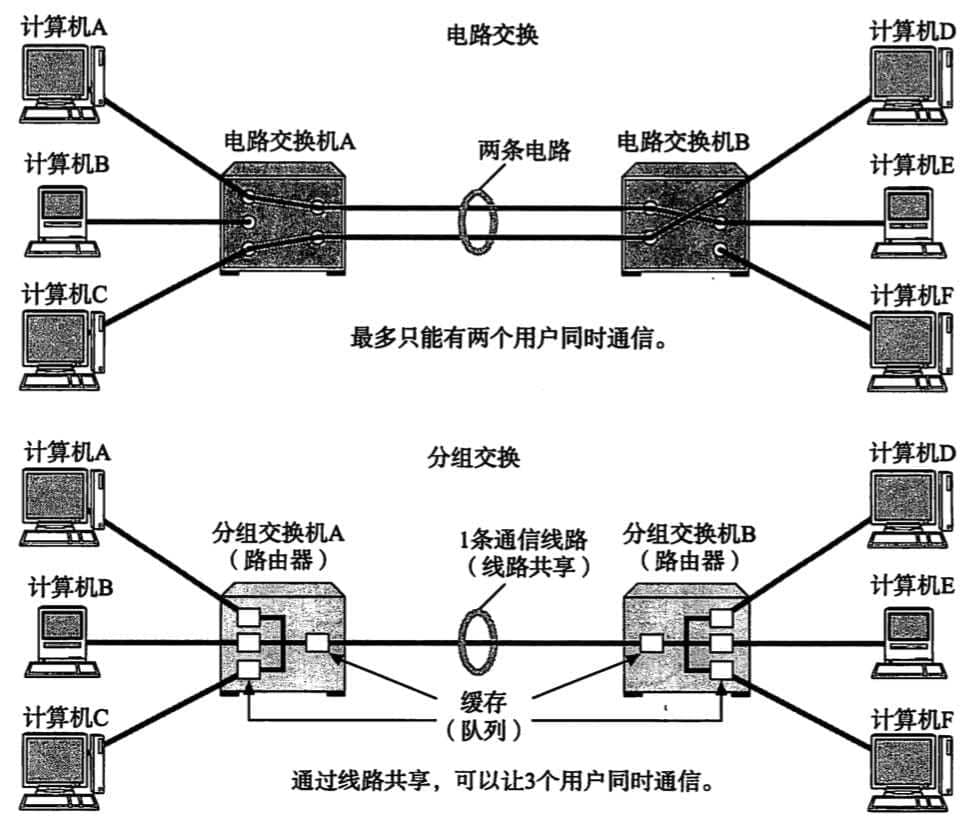 电路交换
计算机A
计算机D
电路交换机A
两条电路
电路交换机B
计算机B
计算机E
计算机C
计算机F
最多只能有两个用户同时通信。
分组交换
计算机A
计算机D
分组交换机A
（路由器）
1条通信线路
（线路共享）
分组交换机B
（路由器）
计算机B
计算机E
缓存
（队列）
计算机C
计算机F
通过线路共享，可以让3个用户同时通信。